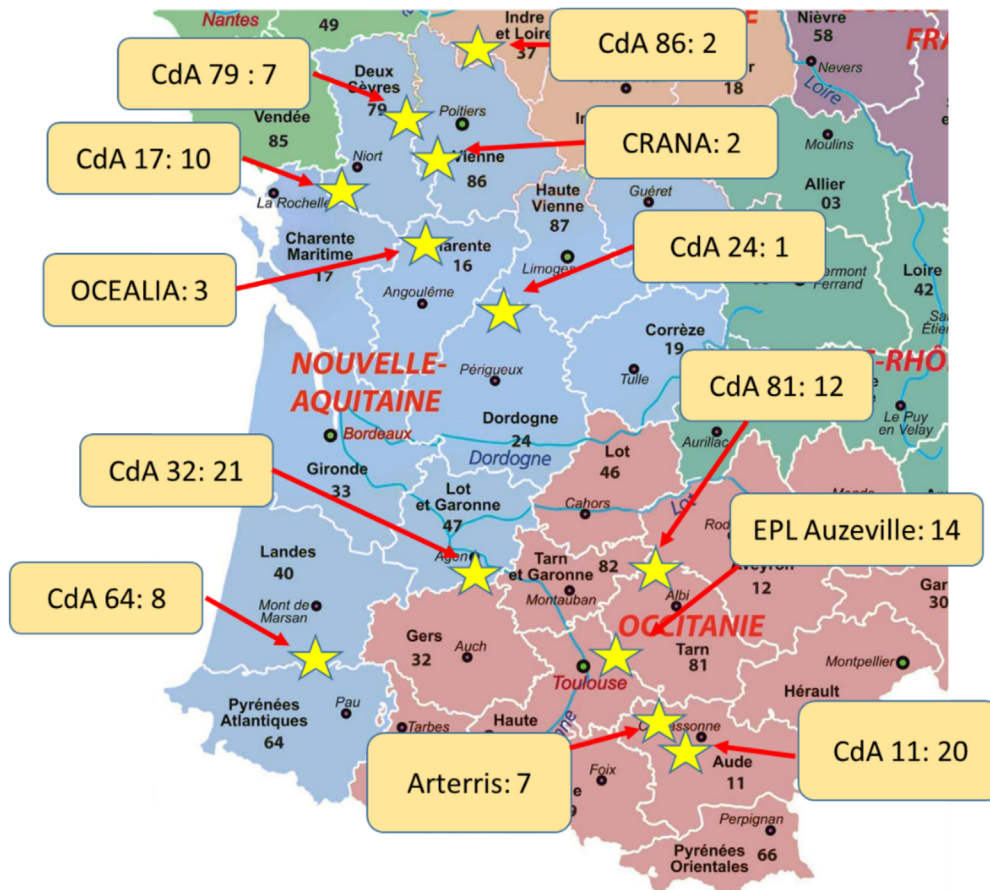 Nantes
49
Indre
et Loire
37
18
Nièvre
58
Nevers
Loire
CdA 86: 2
CdA 79 : 7
Deux
Sèvres
79
Poitiers
Vendée
85
Moulins
CRANA: 2
CdA 17: 10
Niort
Vienne
86
La Rochelle
Haute
Vienne
87
Guéret
Allier
03
Charente
Maritime
17
16
Limoges
CdA 24: 1
OCEALIA: 3
Angoulême
Loire
42
Corrèze
19
NOUVELLE-
AQUITAINE
Périgueux
Tulle
CdA 81: 12
Le Puy
en Velay
Bordeaux
Dordogne
24
Dordogne
Aurillac
Gironde
33
Lot
46
CdA 32: 21
Lot
et Garonne
47
Cahors
Lot
EPL Auzeville: 14
Landes
40
Agen
Tarn
et Garonne
82
Montauban
Aveyron
12
Albi
30
CdA 64: 8
Mont de
Marsan
Gers
32
Auch
OCCITANIE
Tarn
81
Montpellier
Toulouse
Hérault
Pyrénées
Atlantiques
64
Pau
Tarbes
Haute
Arterris: 7
Foix
Aude
11
CdA 11: 20
Perpignan
Pyrénées
Orientales
66